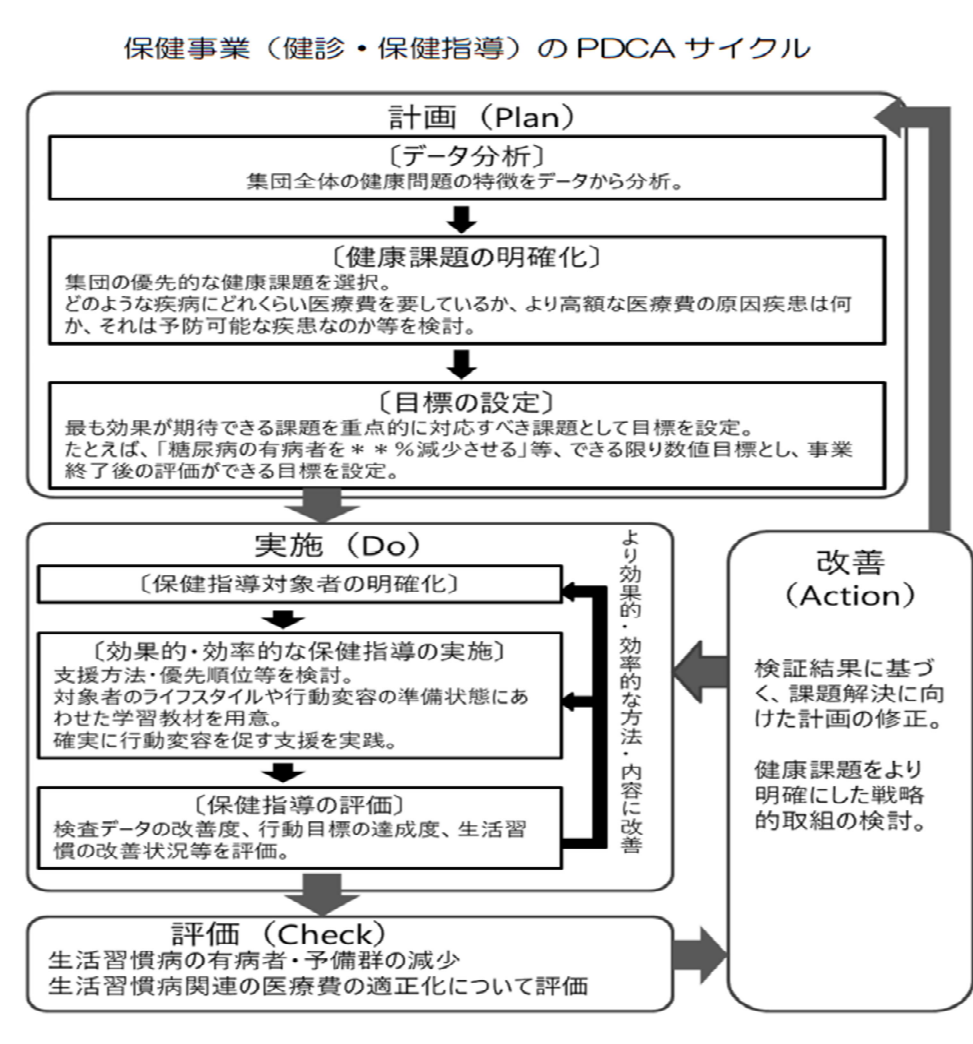 保健事業（健診・保健指導）のPDCAサイクル
計画（Plan）
〔データ分析〕
集団全体の健康問題の特徴をデータから分析。
〔健康課題の明確化〕
集団の優先的な健康課題を選択。
どのような疾病にどれくらい医療費を要しているか、より高額な医療費の原因疾患は何
か、それは予防可能な疾患なのか等を検討。
〔目標の設定〕
最も効果が期待できる課題を重点的に対応すべき課題として目標を設定。
たとえば、「糖尿病の有病者を＊＊％減少させる」等、できる限り数値目標とし、事業
終了後の評価ができる目標を設定。
実施（Do）
〔保健指導対象者の明確化〕
〔効果的・効率的な保健指導の実施〕
支援方法・優先順位等を検討。
対象者のライフスタイルや行動変容の準備状態にあ
わせた学習教材を用意。
確実に行動変容を促す支援を実践。
〔保健指導の評価〕
検査データの改善度、行動目標の達成度、生活習
慣の改善状況等を評価。
より効果的・効率的な方法・内容に改善
評価（Check）
生活習慣病の有病者・予備群の減少
生活習慣病関連の医療費の適正化について評価
改善
（Action）
検証結果に基づ
く、課題解決に向
けた計画の修正。
健康課題をより
明確にした戦略
的取組の検討。